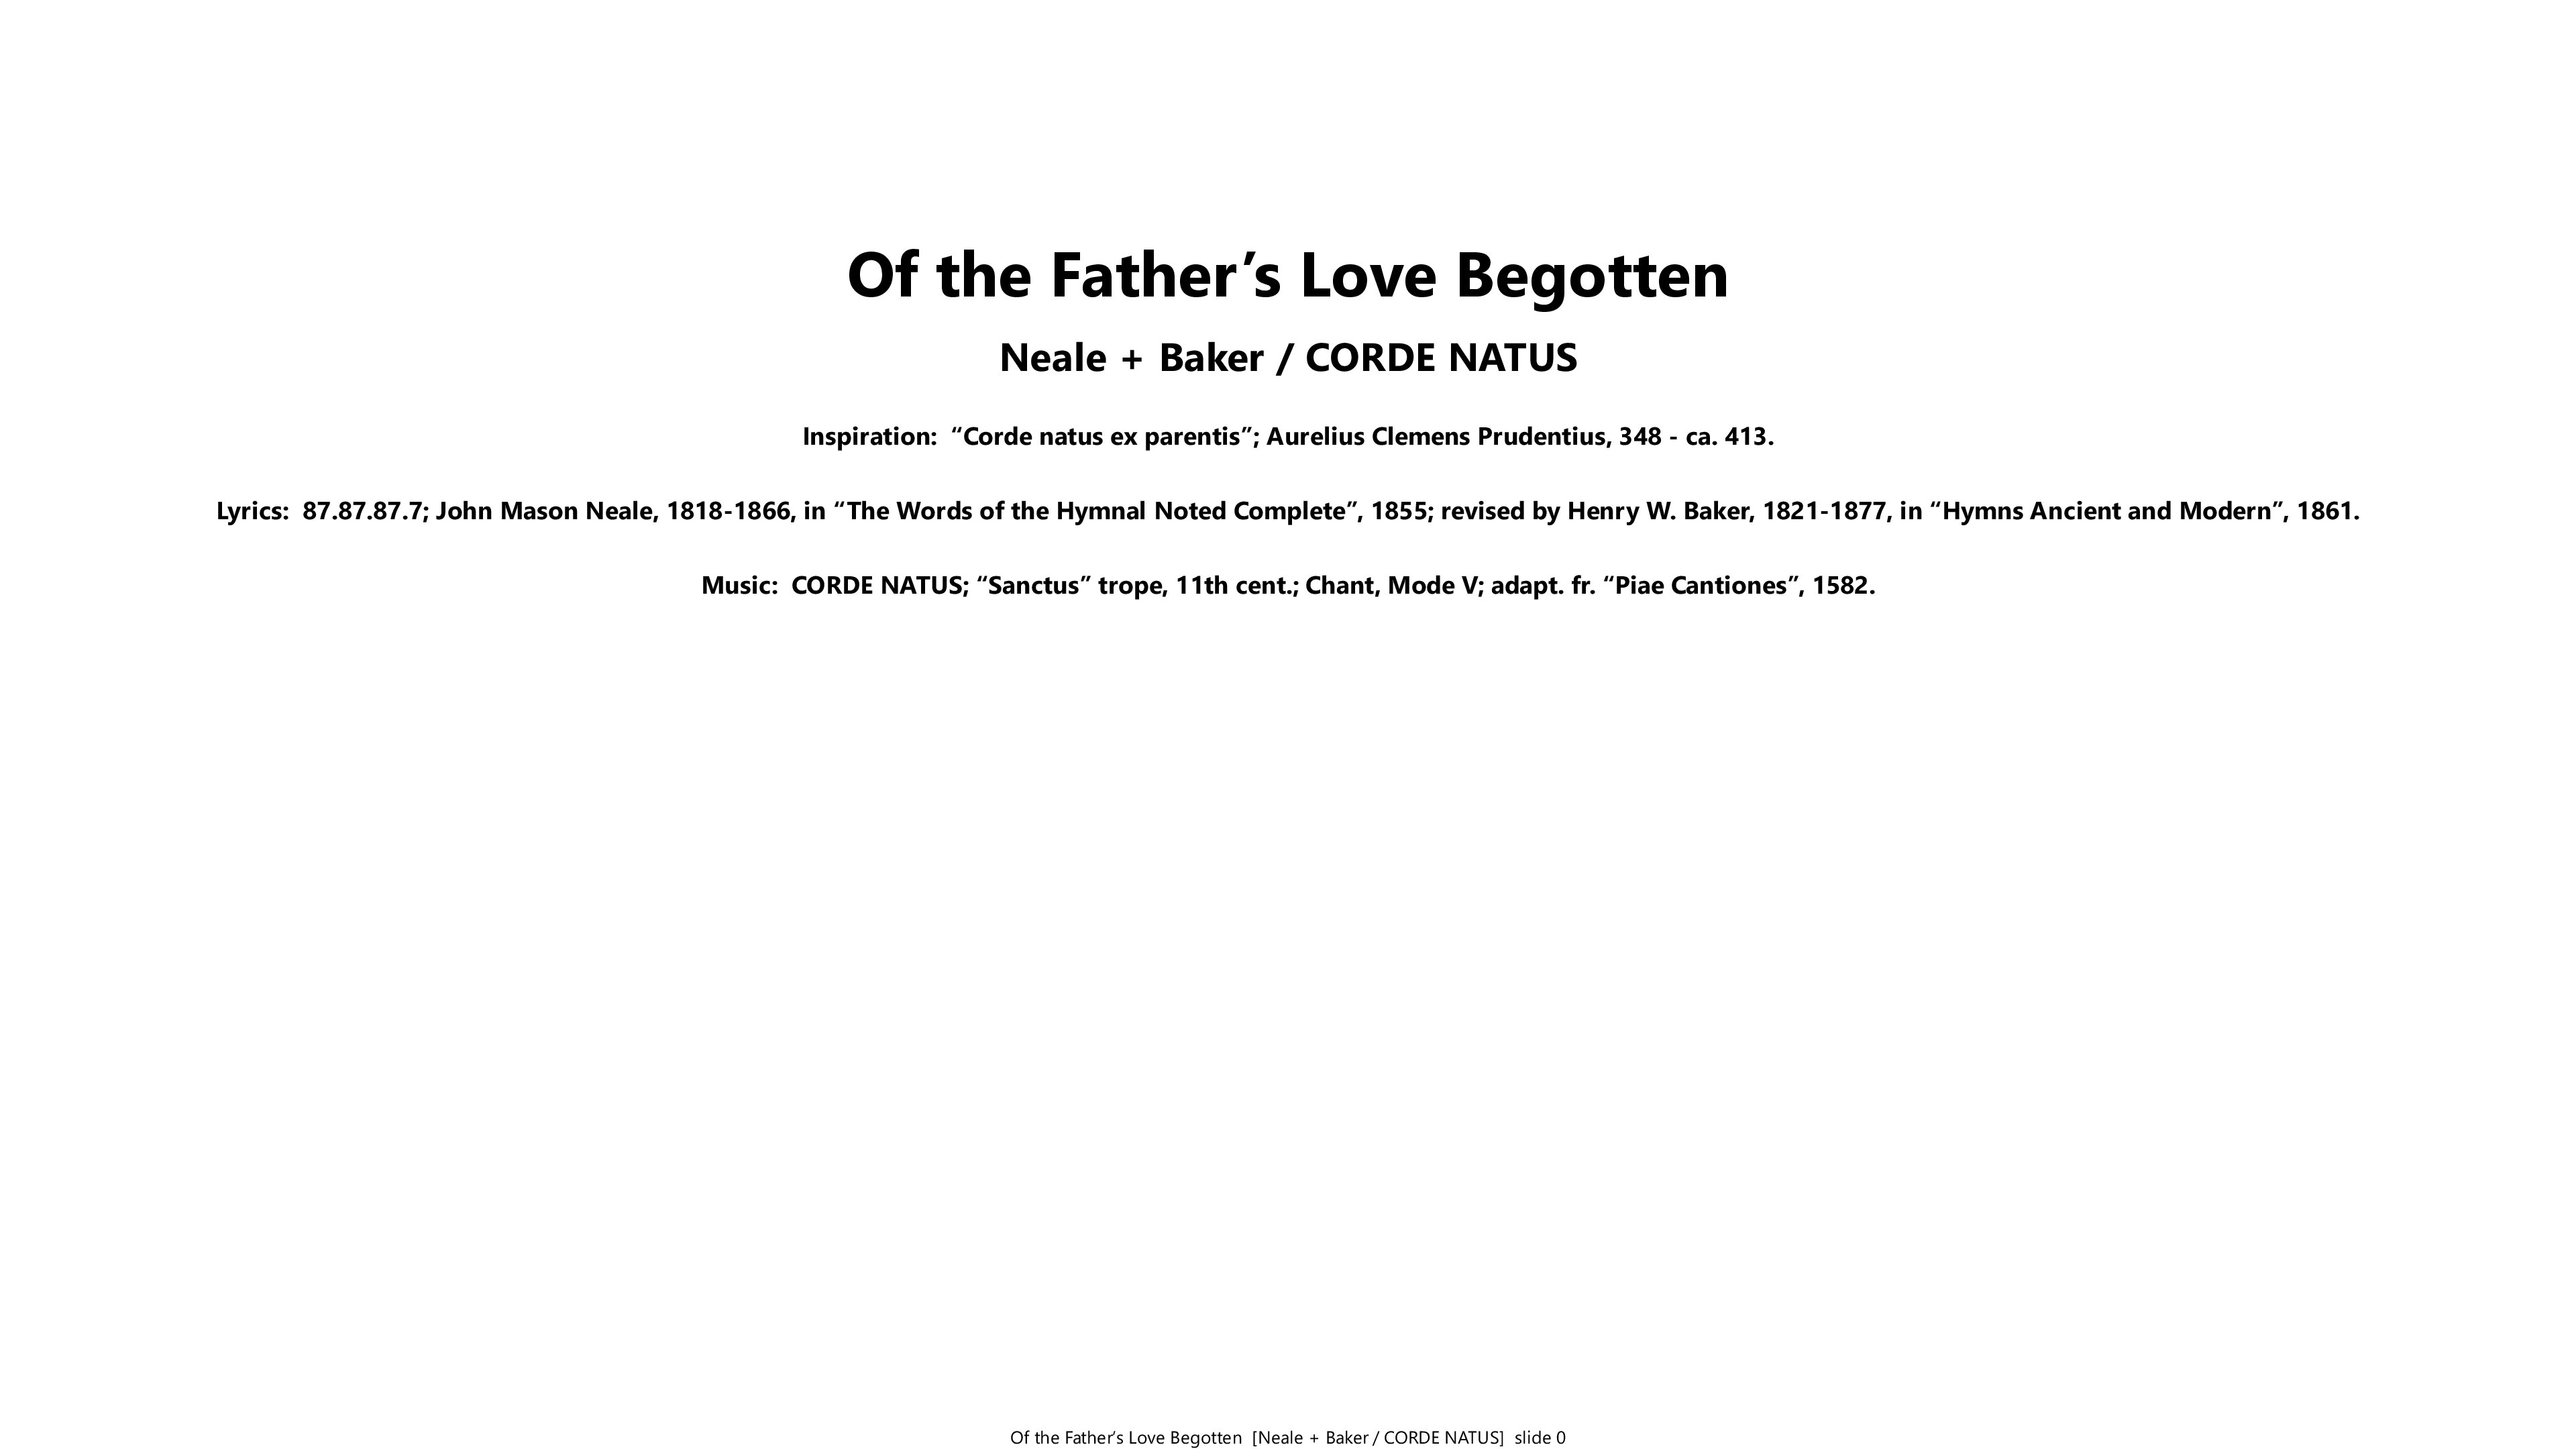 Of the Father’s Love Begotten
Neale + Baker / CORDE NATUS
Inspiration:  “Corde natus ex parentis”; Aurelius Clemens Prudentius, 348 - ca. 413.
Lyrics:  87.87.87.7; John Mason Neale, 1818-1866, in “The Words of the Hymnal Noted Complete”, 1855; revised by Henry W. Baker, 1821-1877, in “Hymns Ancient and Modern”, 1861.
Music:  CORDE NATUS; “Sanctus” trope, 11th cent.; Chant, Mode V; adapt. fr. “Piae Cantiones”, 1582.
Of the Father’s Love Begotten  [Neale + Baker / CORDE NATUS]  slide 0